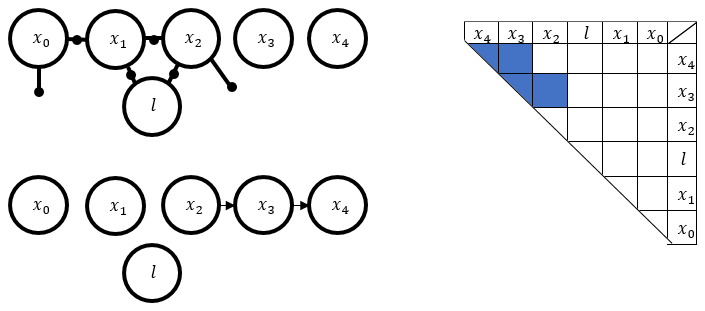 x₀ x₁ x₂ x₃ x₄
l
x₀ x₁ x₂ x₃ x₄
l
x₄ x₃ x₂ l x₁ x₀
x₄
x₃
x₂
l
x₁
x₀